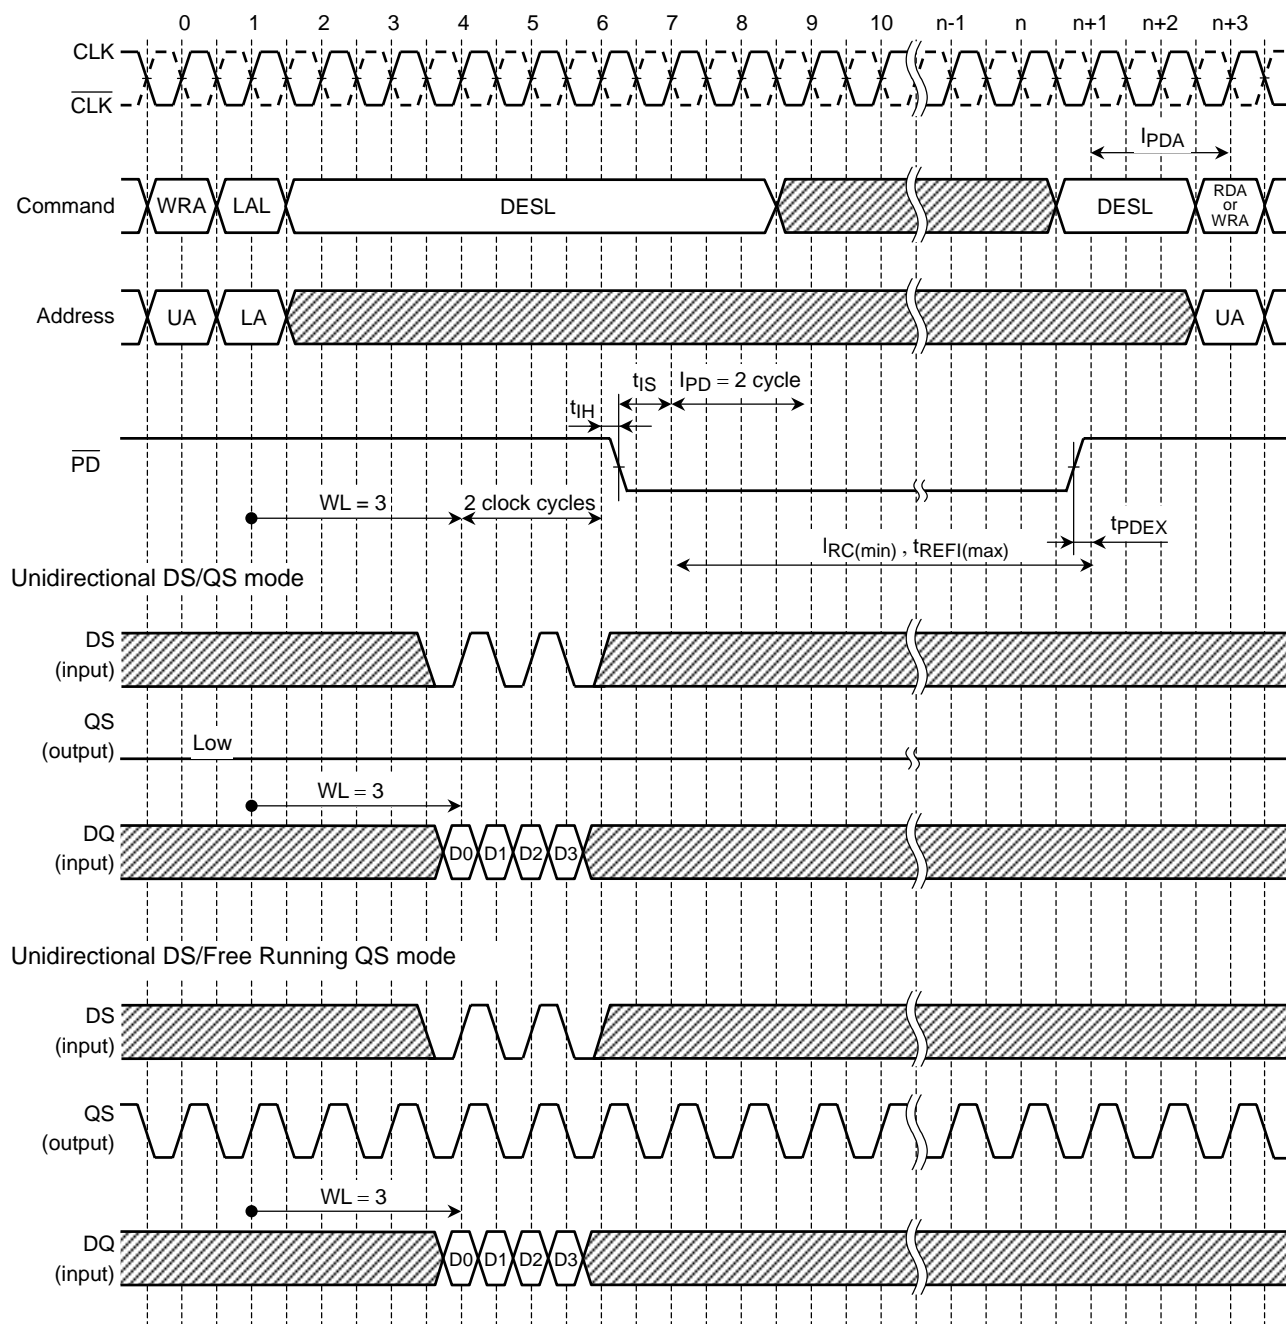 0 1 2 3 4 5 6 7 8 9 10 n-1 n n+1 n+2 n+3
CLK
CLK
IPDA
Command WRA LAL DESL DESL RDA or WRA
Address UA LA UA
tIS IPD = 2 cycle
tIH
PD
WL = 3 2 clock cycles
tPDEX
IRC(min) , tREFI(max)
Unidirectional DS/QS mode
DS
(input)
QS
(output) Low
WL = 3
DQ
(input) D0 D1 D2 D3
Unidirectional DS/Free Running QS mode
DS
(input)
QS
(output)
WL = 3
DQ
(input) D0 D1 D2 D3